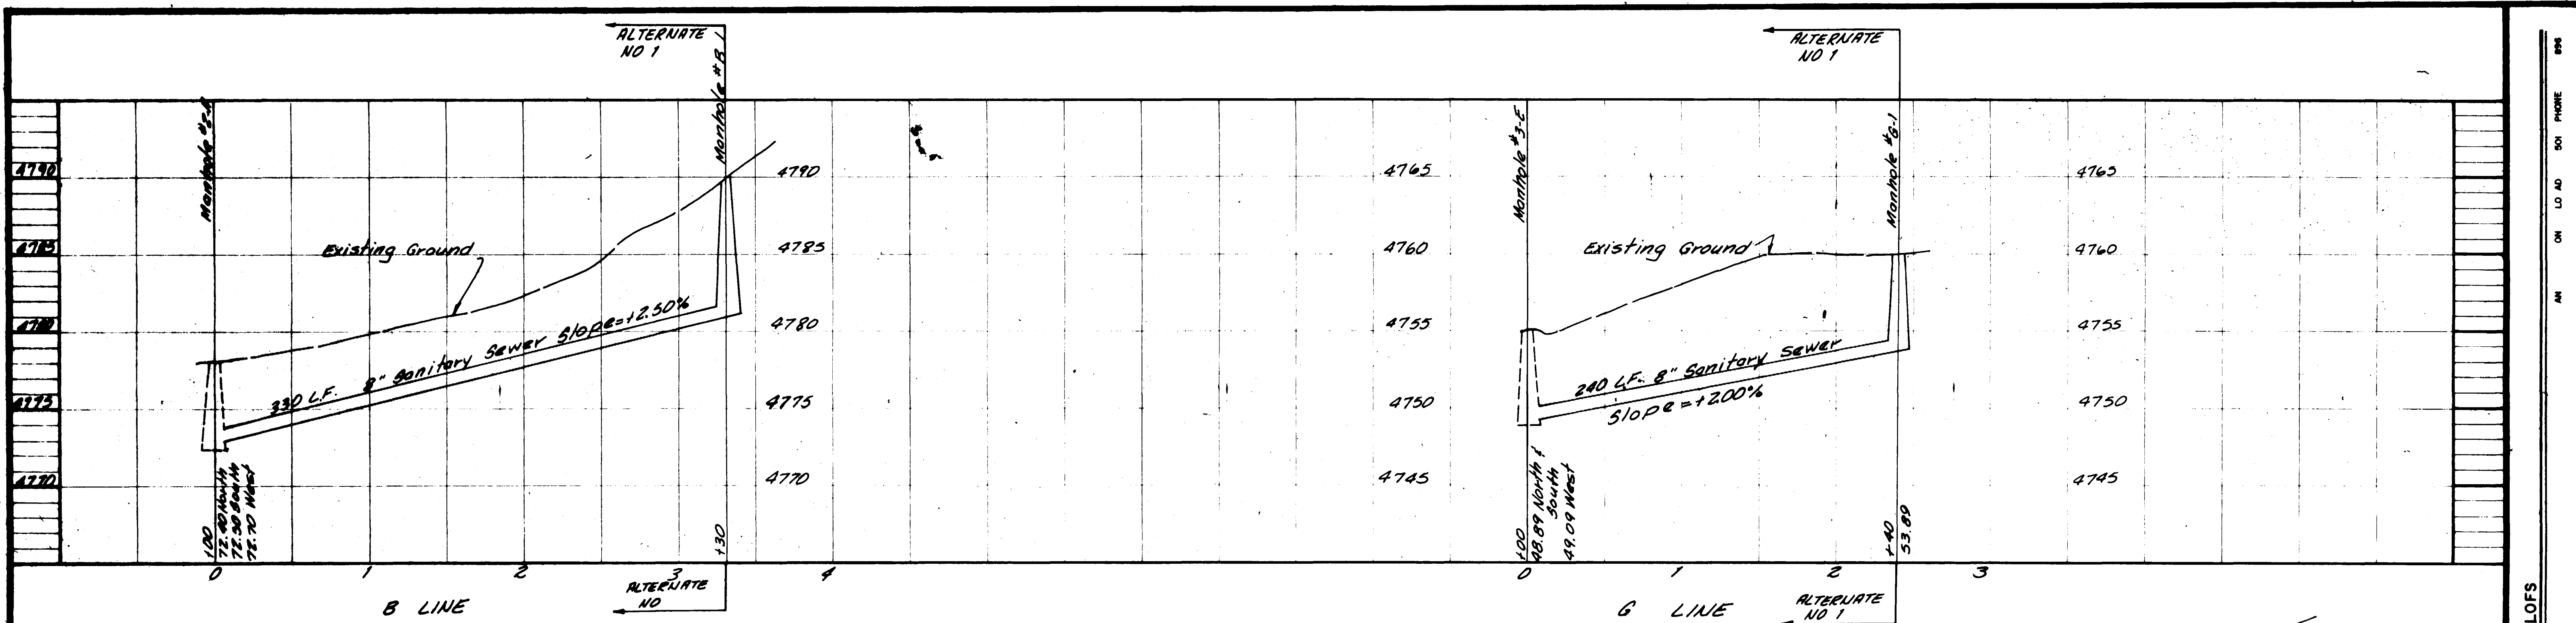 ALTERNATE
NO 1
Manhole # B 1
4790
4785
4780
4775
4770
Existing Ground
330 L.F. 8" Sanitary Sewer Slope=+2.50%
4790
4785
4780
4775
4770
+00
72.40 North
72.50 South
72.70 West
+30
0
1
2
3
4
ALTERNATE
NO
B LINE
ALTERNATE
NO 1
Manhole #3-E
Manhole #G-1
4765
4760
4755
4750
4745
Existing Ground
240 L.F. 8" Sanitary Sewer
Slope=+2.00%
4765
4760
4755
4750
4745
+00
48.89 North &
South
49.09 West
+40
53.89
0
1
2
3
ALTERNATE
NO 1
G LINE
PHONE
LOFS